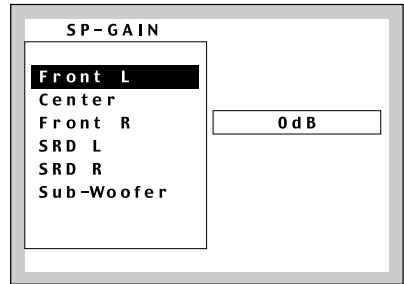 SP-GAIN
Front L
Center
Front R
0dB
SRD L
SRD R
Sub-Woofer